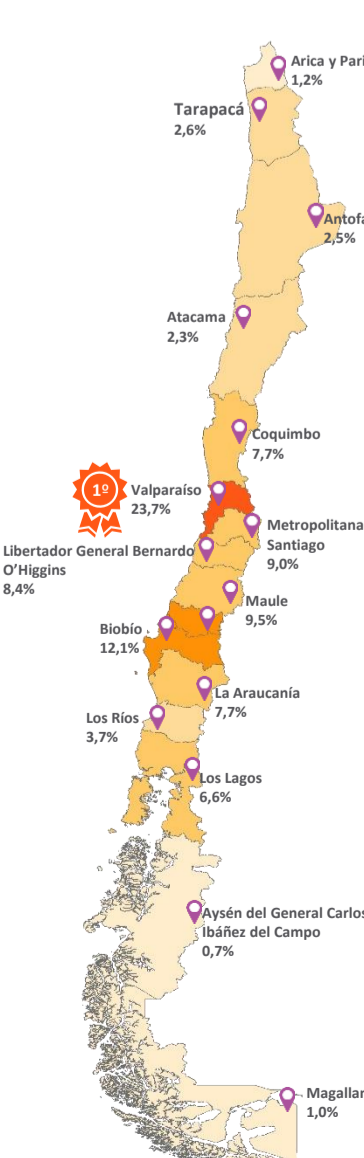 Arica y Pari
1,2%
Tarapacá
2,6%
Antofa
2,5%
Atacama
2,3%
Coquimbo
7,7%
1º
Valparaíso
23,7%
Metropolitana
Santiago
9,0%
Libertador General Bernardo
O’Higgins
8,4%
Maule
9,5%
Biobío
12,1%
La Araucanía
7,7%
Los Ríos
3,7%
Los Lagos
6,6%
Aysén del General Carlos
Ibáñez del Campo
0,7%
Magallan
1,0%